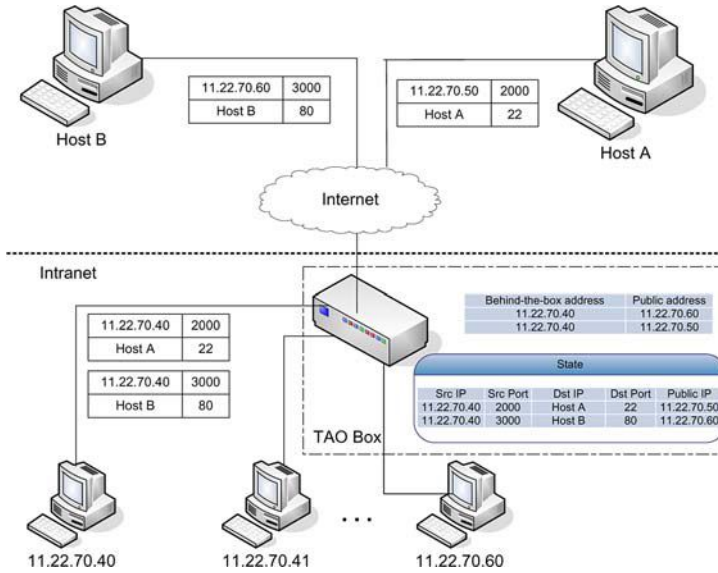 11.22.70.60 3000
Host B 80
11.22.70.50 2000
Host A 22
Host B
Host A
Internet
Intranet
Behind-the-box address Public address
11.22.70.40 11.22.70.60
11.22.70.40 11.22.70.50
11.22.70.40 2000
Host A 22
11.22.70.40 3000
Host B 80
State
Src IP Src Port Dst IP Dst Port Public IP
11.22.70.40 2000 Host A 22 11.22.70.50
11.22.70.40 3000 Host B 80 11.22.70.60
TAO Box
. . .
11.22.70.40 11.22.70.41 11.22.70.60